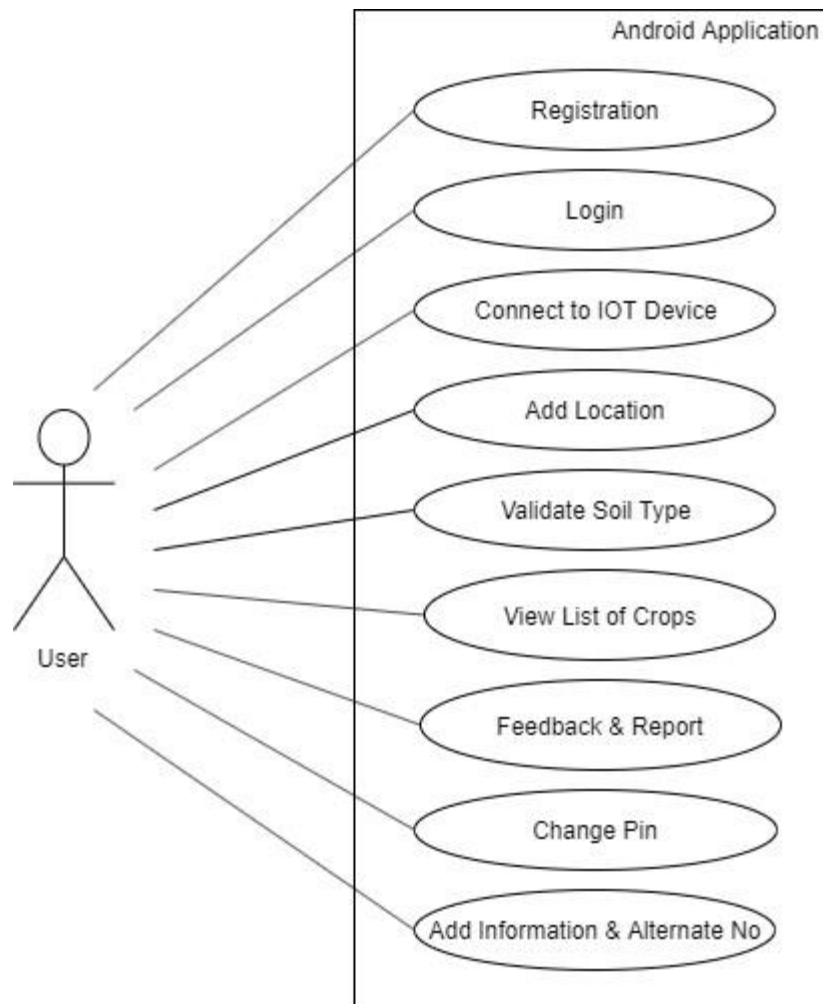 Android Application
Registration
Login
Connect to IOT Device
Add Location
Validate Soil Type
View List of Crops
User
Feedback & Report
Change Pin
Add Information & Alternate No